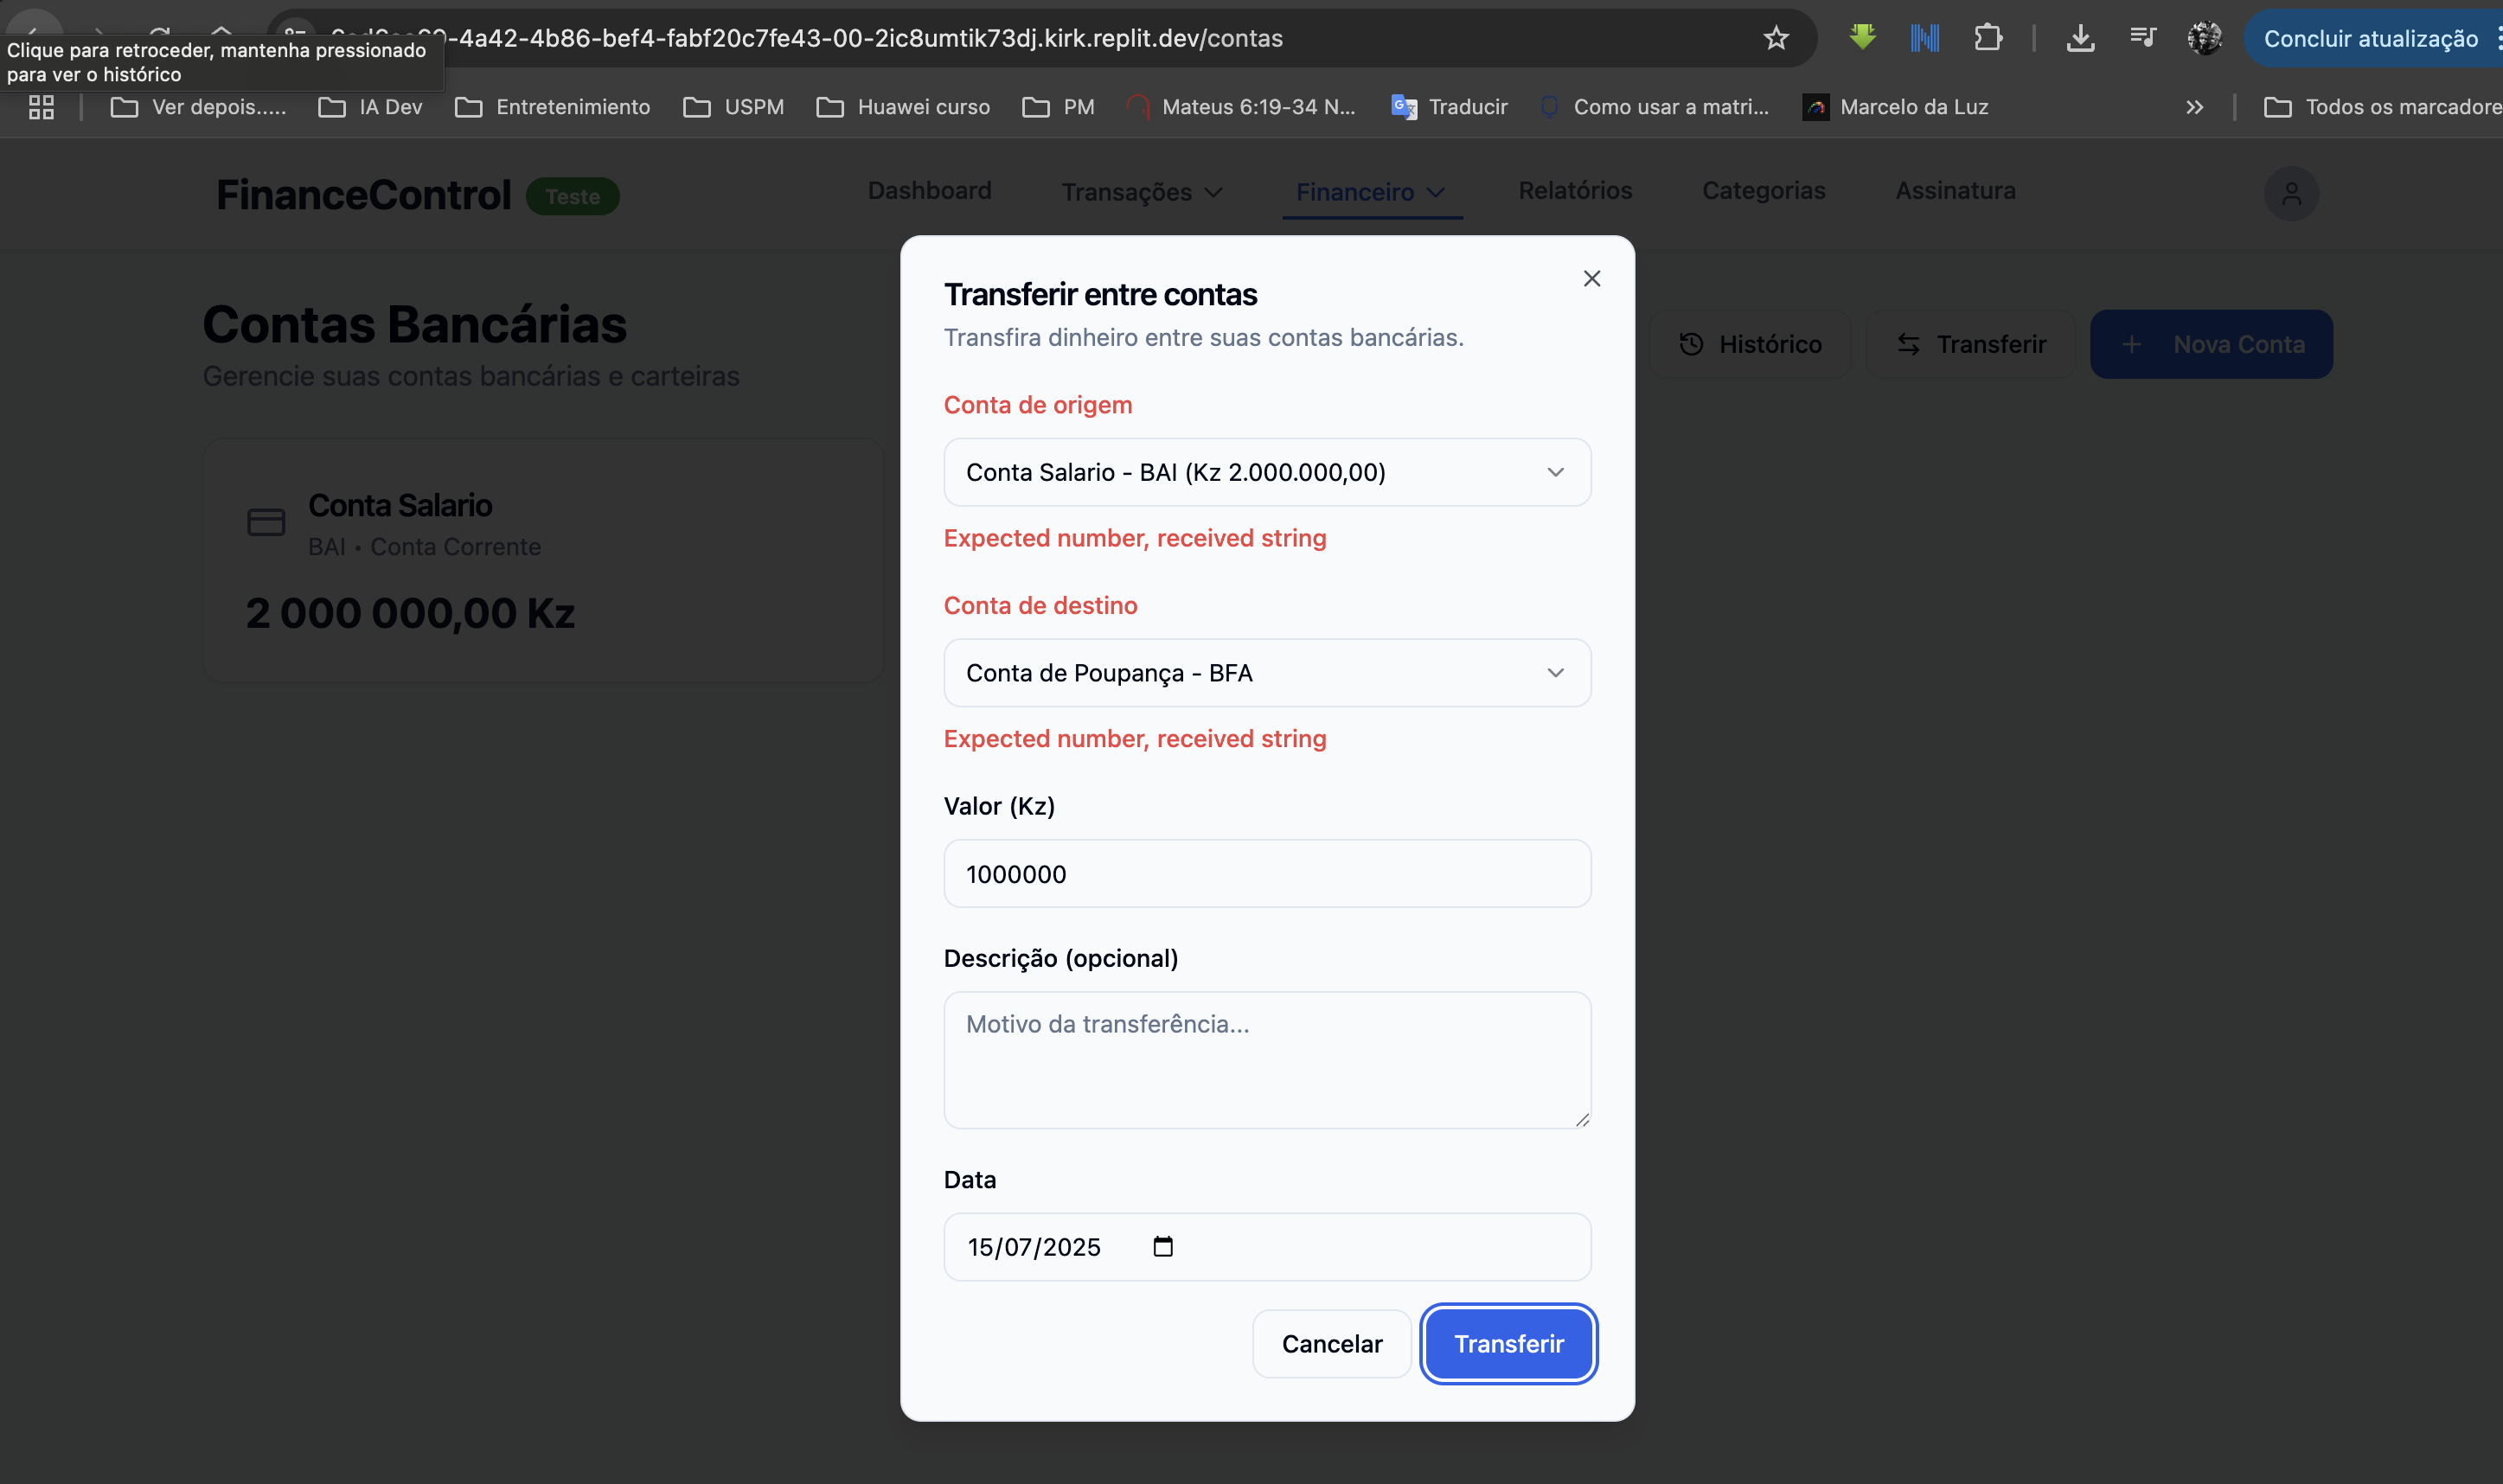 Clique para retroceder, mantenha pressionado
para ver o histórico
-4a42-4b86-bef4-fabf20c7fe43-00-2ic8umtik73dj.kirk.replit.dev/contas
Concluir atualização
Ver depois.....
IA Dev
Entretenimiento
USPM
Huawei curso
PM
Mateus 6:19-34 N...
Traducir
Como usar a matri...
Marcelo da Luz
Todos os marcadore
FinanceControl
Teste
Dashboard
Transações
Financeiro
Relatórios
Categorias
Assinatura
Contas Bancárias
Gerencie suas contas bancárias e carteiras
Histórico
Transferir
Nova Conta
Conta Salario
BAI • Conta Corrente
2 000 000,00 Kz
Transferir entre contas
Transfira dinheiro entre suas contas bancárias.
Conta de origem
Conta Salario - BAI (Kz 2.000.000,00)
Expected number, received string
Conta de destino
Conta de Poupança - BFA
Expected number, received string
Valor (Kz)
1000000
Descrição (opcional)
Motivo da transferência...
Data
15/07/2025
Cancelar
Transferir